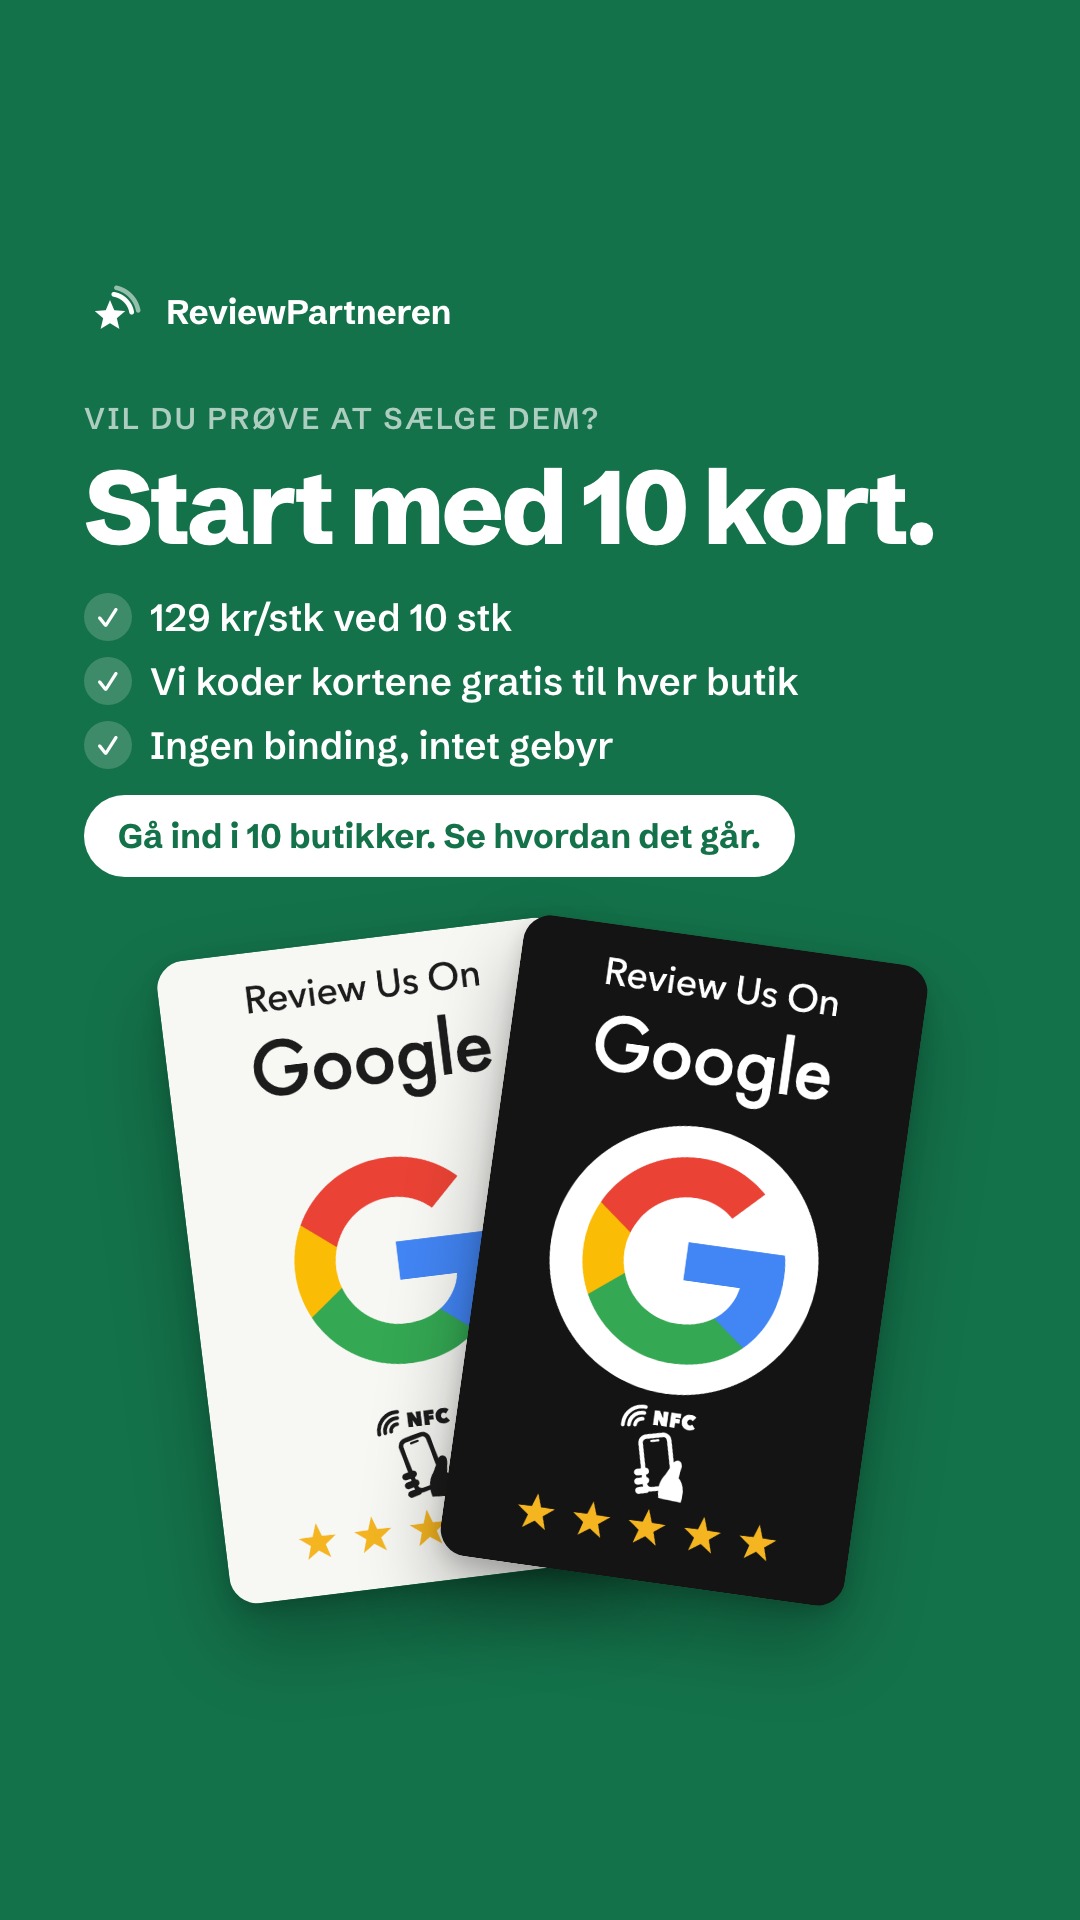 ReviewPartneren
VIL DU PRØVE AT SÆLGE DEM?
Start med 10 kort.
129 kr/stk ved 10 stk
Vi koder kortene gratis til hver butik
Ingen binding, intet gebyr
Gå ind i 10 butikker. Se hvordan det går.
Review Us On
Google
NFC
Review Us On
Google
NFC